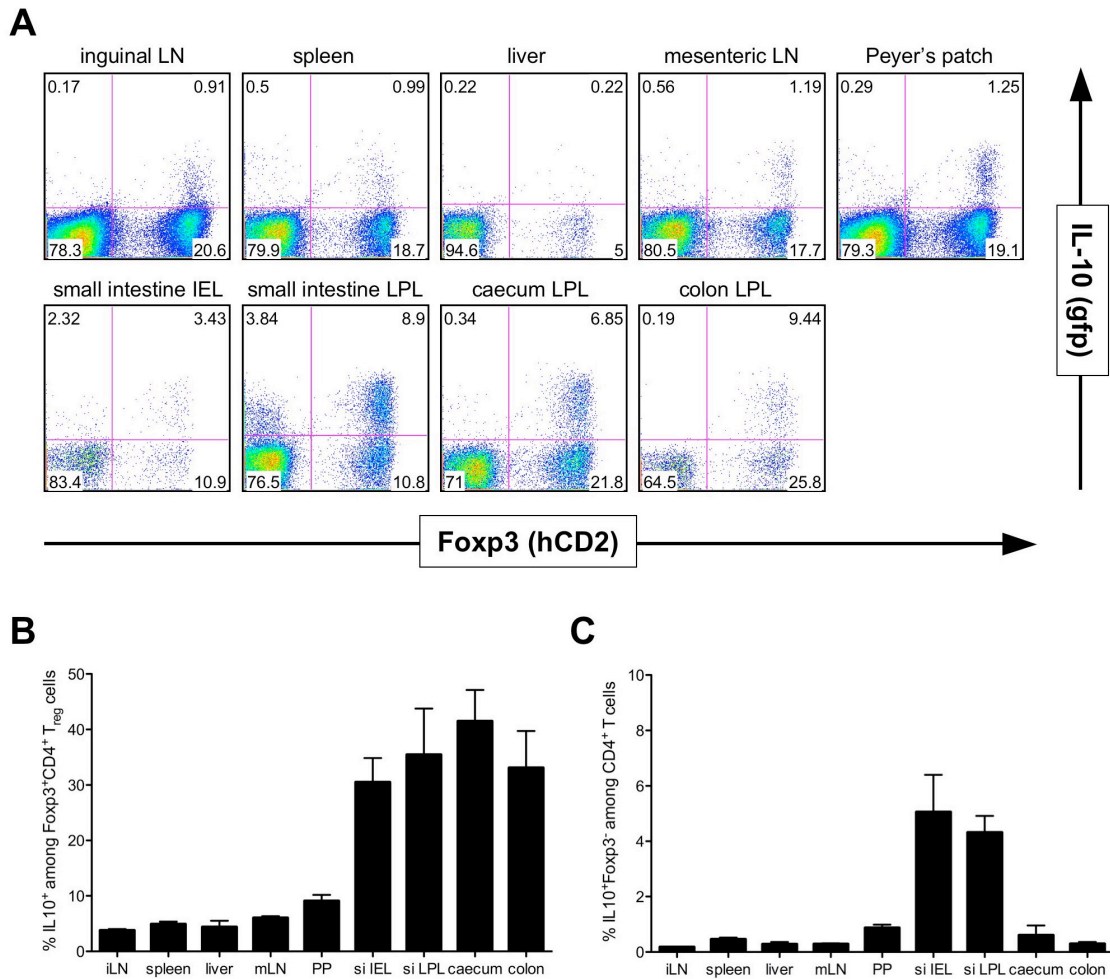 A
inguinal LN
spleen
liver
mesenteric LN
Peyer's patch
0.17 0.91
0.5 0.99
0.22 0.22
0.56 1.19
0.29 1.25
78.3 20.6
79.9 18.7
94.6 5
80.5 17.7
79.3 19.1
IL-10 (gfp)
small intestine IEL
small intestine LPL
caecum LPL
colon LPL
2.32 3.43
3.84 8.9
0.34 6.85
0.19 9.44
83.4 10.9
76.5 10.8
71 21.8
64.5 25.8
Foxp3 (hCD2)
B
% IL10⁺ among Foxp3⁺CD4⁺ T_reg cells
50
40
30
20
10
0
iLN spleen liver mLN PP si IEL si LPL caecum colon
C
% IL10⁺Foxp3⁻ among CD4⁺ T cells
10
8
6
4
2
0
iLN spleen liver mLN PP si IEL si LPL caecum colon